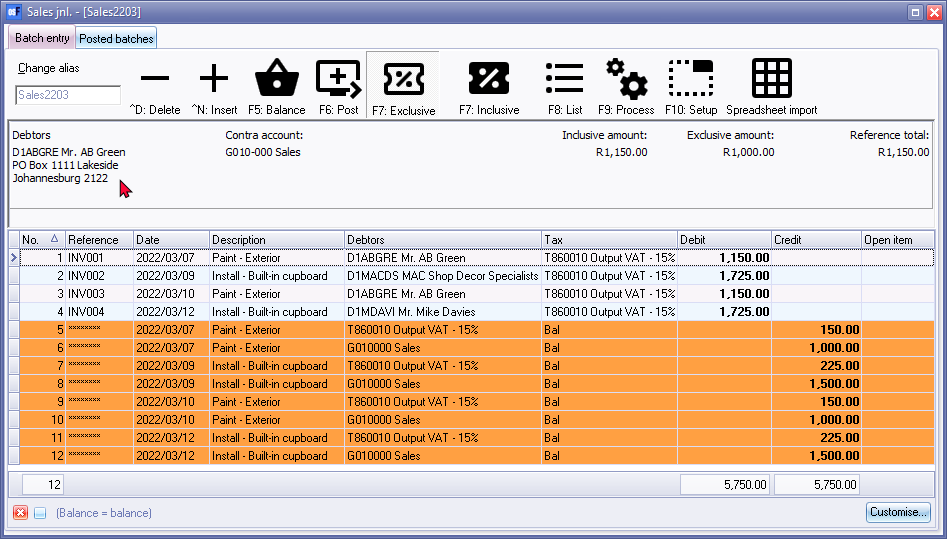 Sales jnl. - [Sales2203]
Batch entry Posted batches
Change alias
Sales2203
^D: Delete ^N: Insert F5: Balance F6: Post F7: Exclusive F7: Inclusive F8: List F9: Process F10: Setup Spreadsheet import
Debtors Contra account: Inclusive amount: Exclusive amount: Reference total:
D1ABGRE Mr. AB Green G010-000 Sales R1,150.00 R1,000.00 R1,150.00
PO Box 1111 Lakeside
Johannesburg 2122
No. Reference Date Description Debtors Tax Debit Credit Open item
1 INV001 2022/03/07 Paint - Exterior D1ABGRE Mr. AB Green T860010 Output VAT - 15% 1,150.00
2 INV002 2022/03/09 Install - Built-in cupboard D1MACDS MAC Shop Decor Specialists T860010 Output VAT - 15% 1,725.00
3 INV003 2022/03/10 Paint - Exterior D1ABGRE Mr. AB Green T860010 Output VAT - 15% 1,150.00
4 INV004 2022/03/12 Install - Built-in cupboard D1MDAVI Mr. Mike Davies T860010 Output VAT - 15% 1,725.00
5 ******** 2022/03/07 Paint - Exterior T860010 Output VAT - 15% Bal 150.00
6 ******** 2022/03/07 Paint - Exterior G010000 Sales Bal 1,000.00
7 ******** 2022/03/09 Install - Built-in cupboard T860010 Output VAT - 15% Bal 225.00
8 ******** 2022/03/09 Install - Built-in cupboard G010000 Sales Bal 1,500.00
9 ******** 2022/03/10 Paint - Exterior T860010 Output VAT - 15% Bal 150.00
10 ******** 2022/03/10 Paint - Exterior G010000 Sales Bal 1,000.00
11 ******** 2022/03/12 Install - Built-in cupboard T860010 Output VAT - 15% Bal 225.00
12 ******** 2022/03/12 Install - Built-in cupboard G010000 Sales Bal 1,500.00
12 5,750.00 5,750.00
(Balance = balance) Customise...